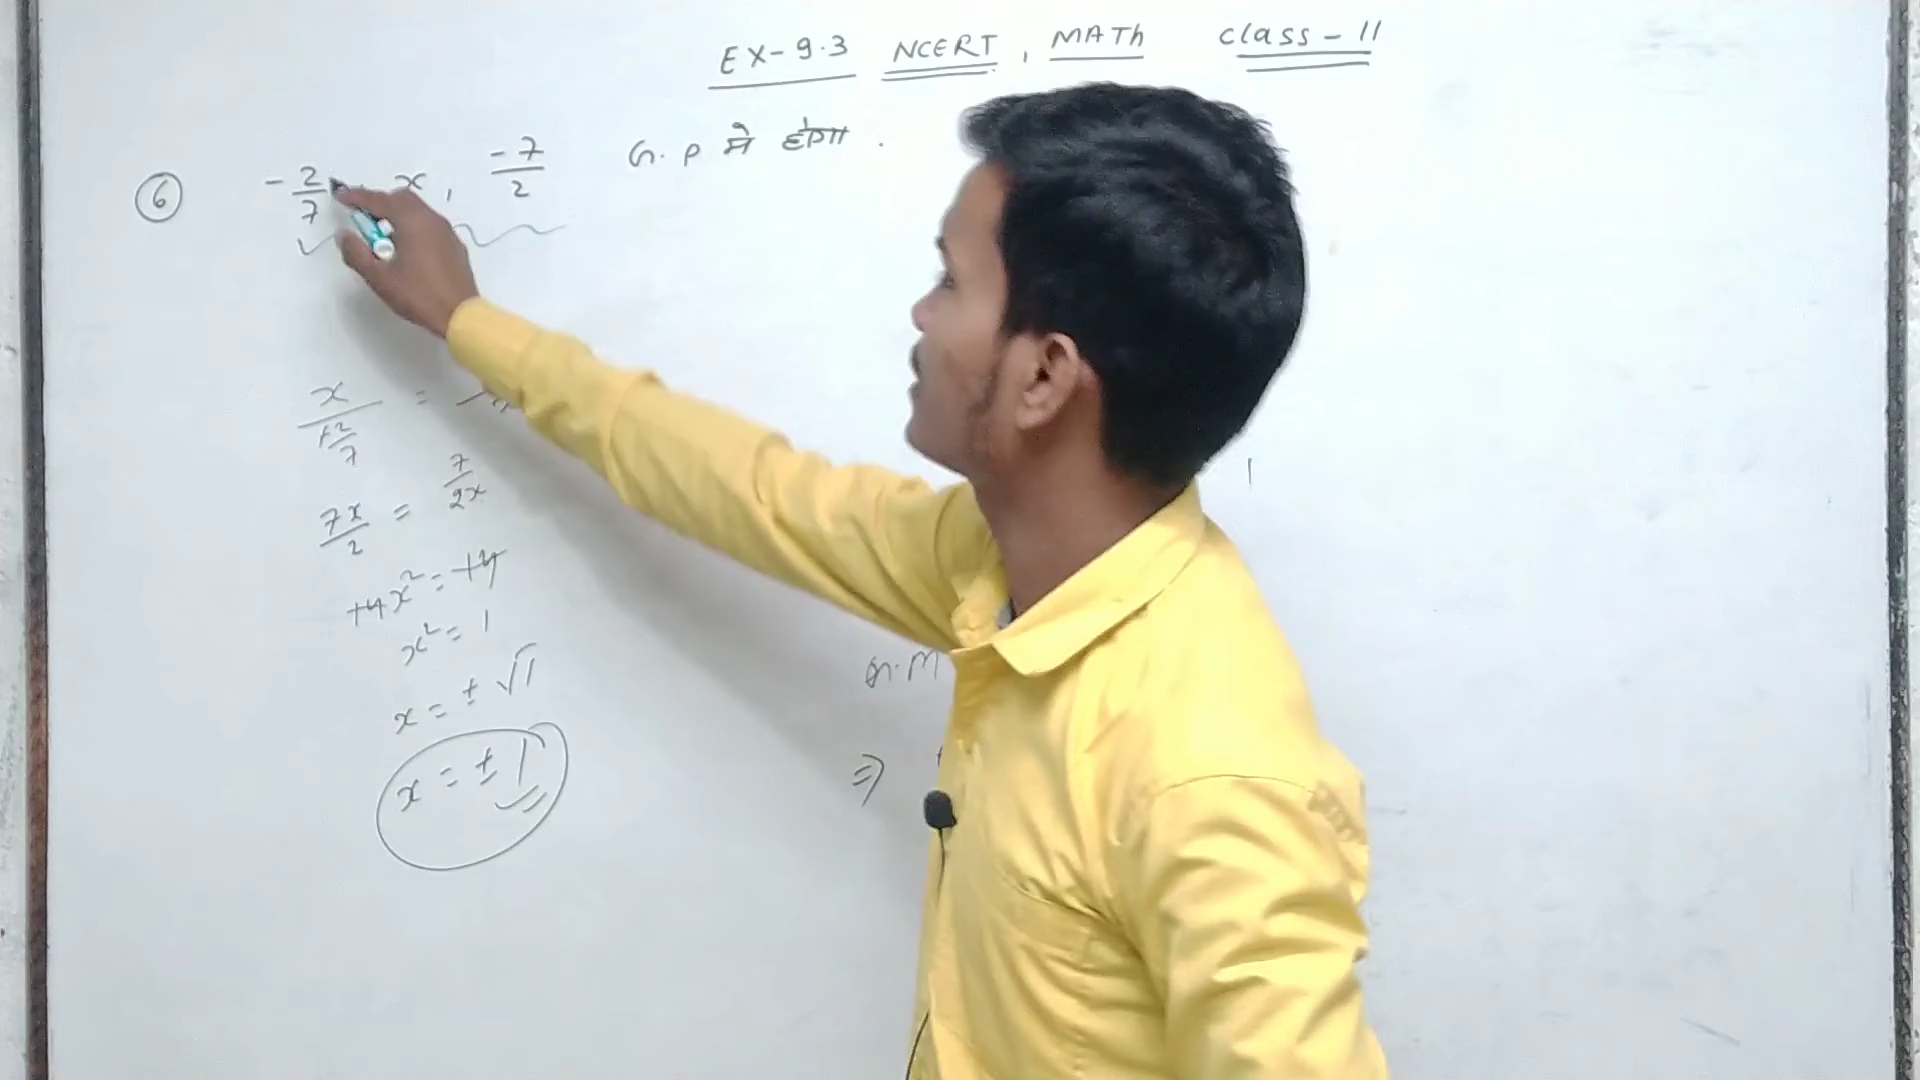 EX-9.3 NCERT, MATH class-11
⑥ -2/7, x, -7/2 G.P में होगा.
x / (+2/7) =
7x/2 = 7/2x
+4x² = +4
x² = 1
x = ± √1
x = ± 1
G.M
⇒